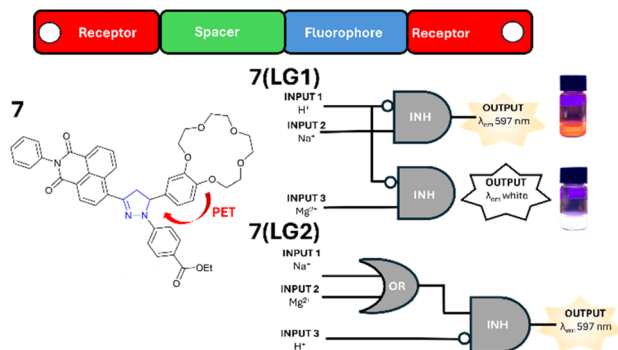 Receptor Spacer Fluorophore Receptor
7
7(LG1)
INPUT 1
H⁺
INPUT 2
Na⁺
INH
OUTPUT
λem 597 nm
INPUT 3
Mg²⁺
INH
OUTPUT
λem white
7(LG2)
INPUT 1
Na⁺
INPUT 2
Mg²⁺
OR
INPUT 3
H⁺
INH
OUTPUT
λem 597 nm
O
N
O
N
N
PET
O
O
O
O
O
O
OEt